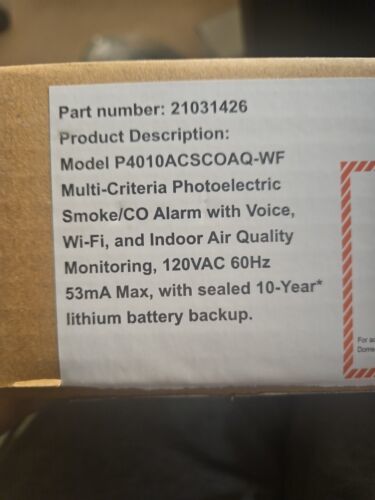 Part number: 21031426
Product Description:
Model P4010ACSCOAQ-WF
Multi-Criteria Photoelectric
Smoke/CO Alarm with Voice,
Wi-Fi, and Indoor Air Quality
Monitoring, 120VAC 60Hz
53mA Max, with sealed 10-Year*
lithium battery backup.
For